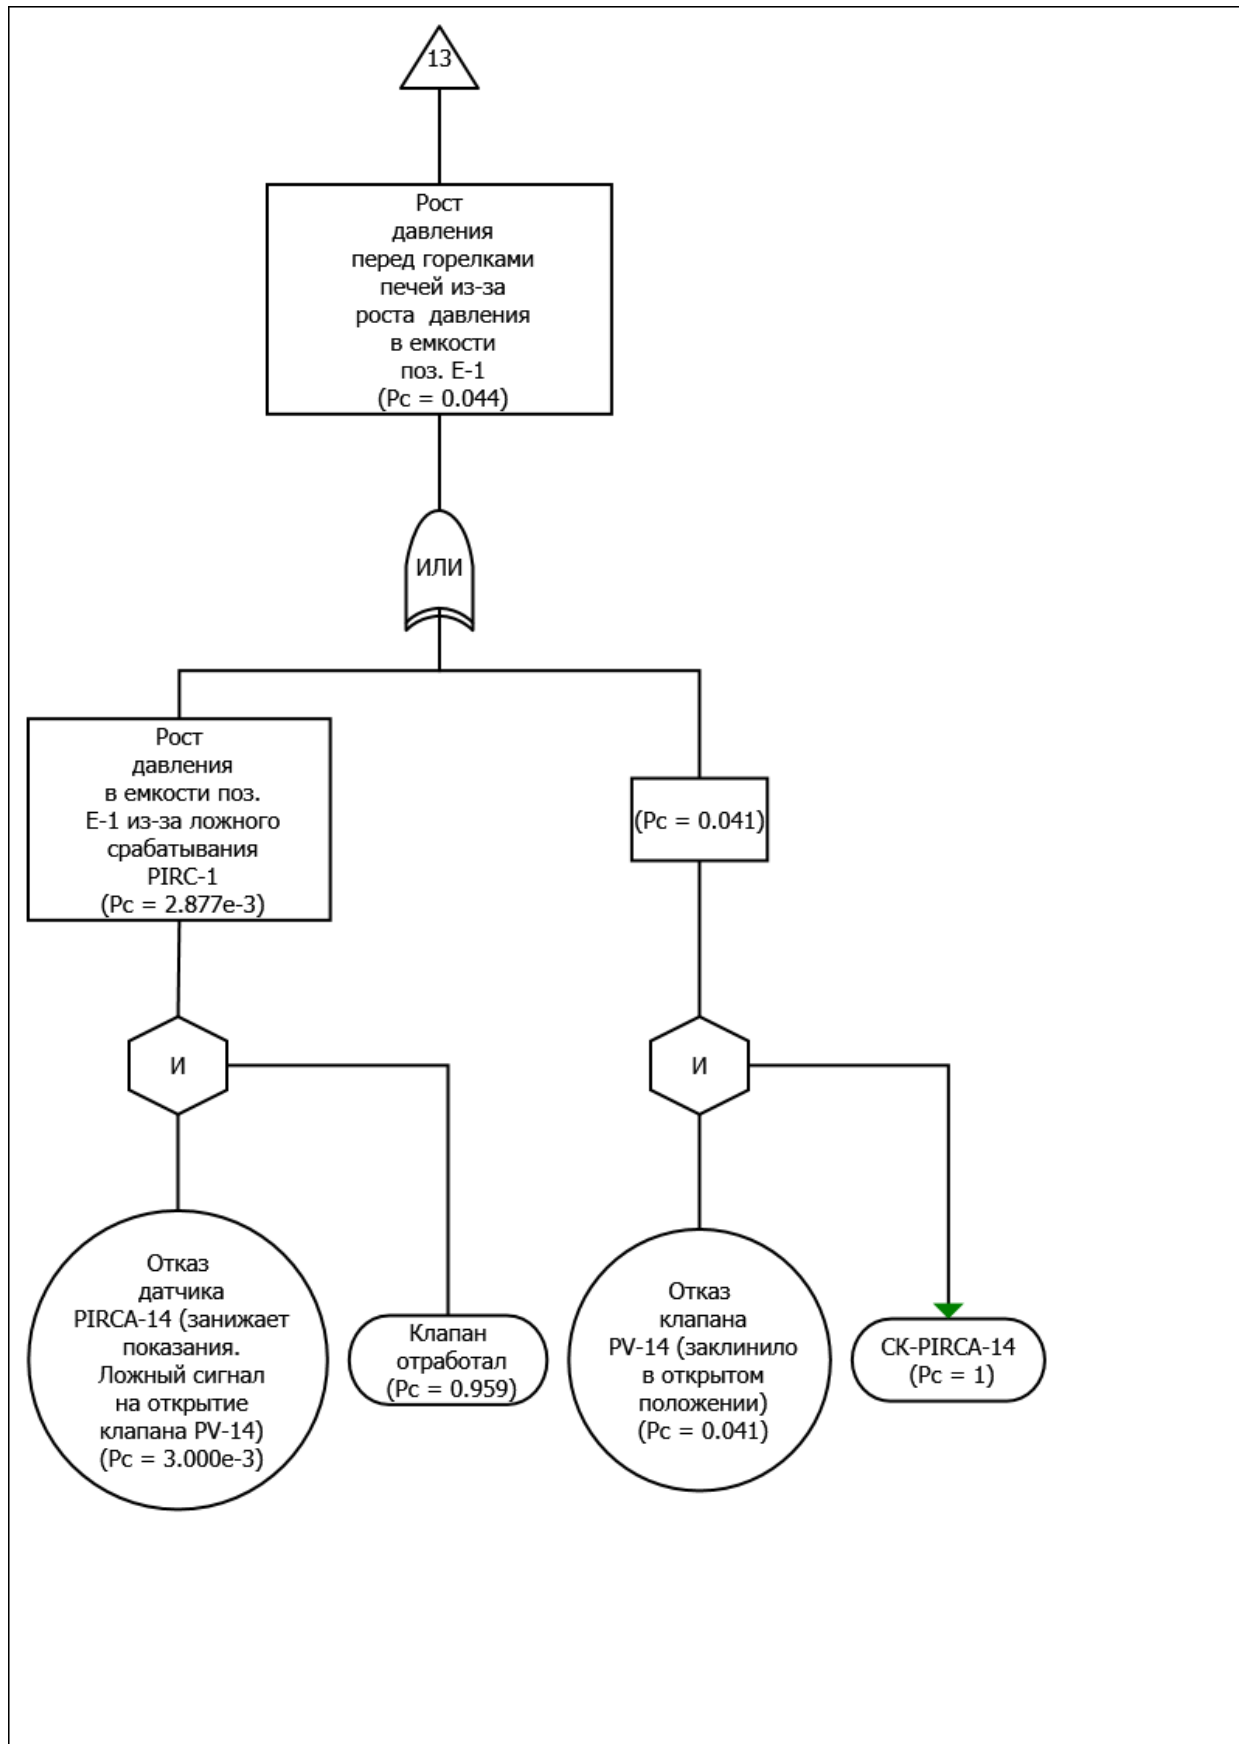 13
Рост
давления
перед горелками
печей из-за
роста давления
в емкости
поз. Е-1
(Pc = 0.044)
ИЛИ
Рост
давления
в емкости поз.
Е-1 из-за ложного
срабатывания
PIRC-1
(Pc = 2.877e-3)
(Pc = 0.041)
И
И
Отказ
датчика
PIRCA-14 (занижает
показания.
Ложный сигнал
на открытие
клапана PV-14)
(Pc = 3.000e-3)
Клапан
отработал
(Pc = 0.959)
Отказ
клапана
PV-14 (заклинило
в открытом
положении)
(Pc = 0.041)
СК-PIRCA-14
(Pc = 1)